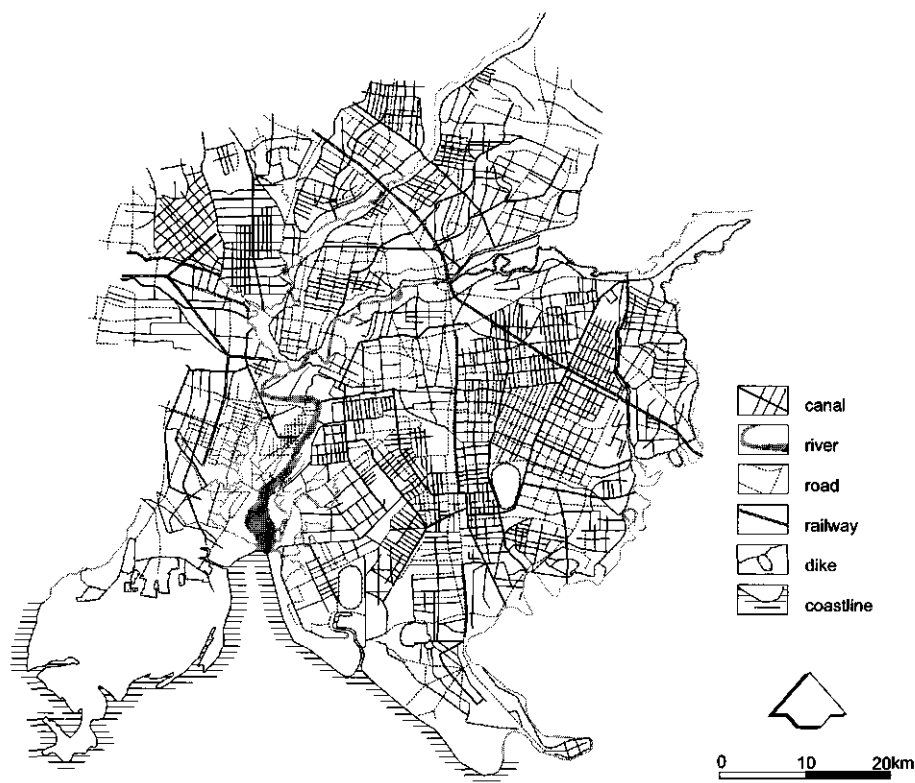 canal
river
road
railway
dike
coastline
0 10 20km